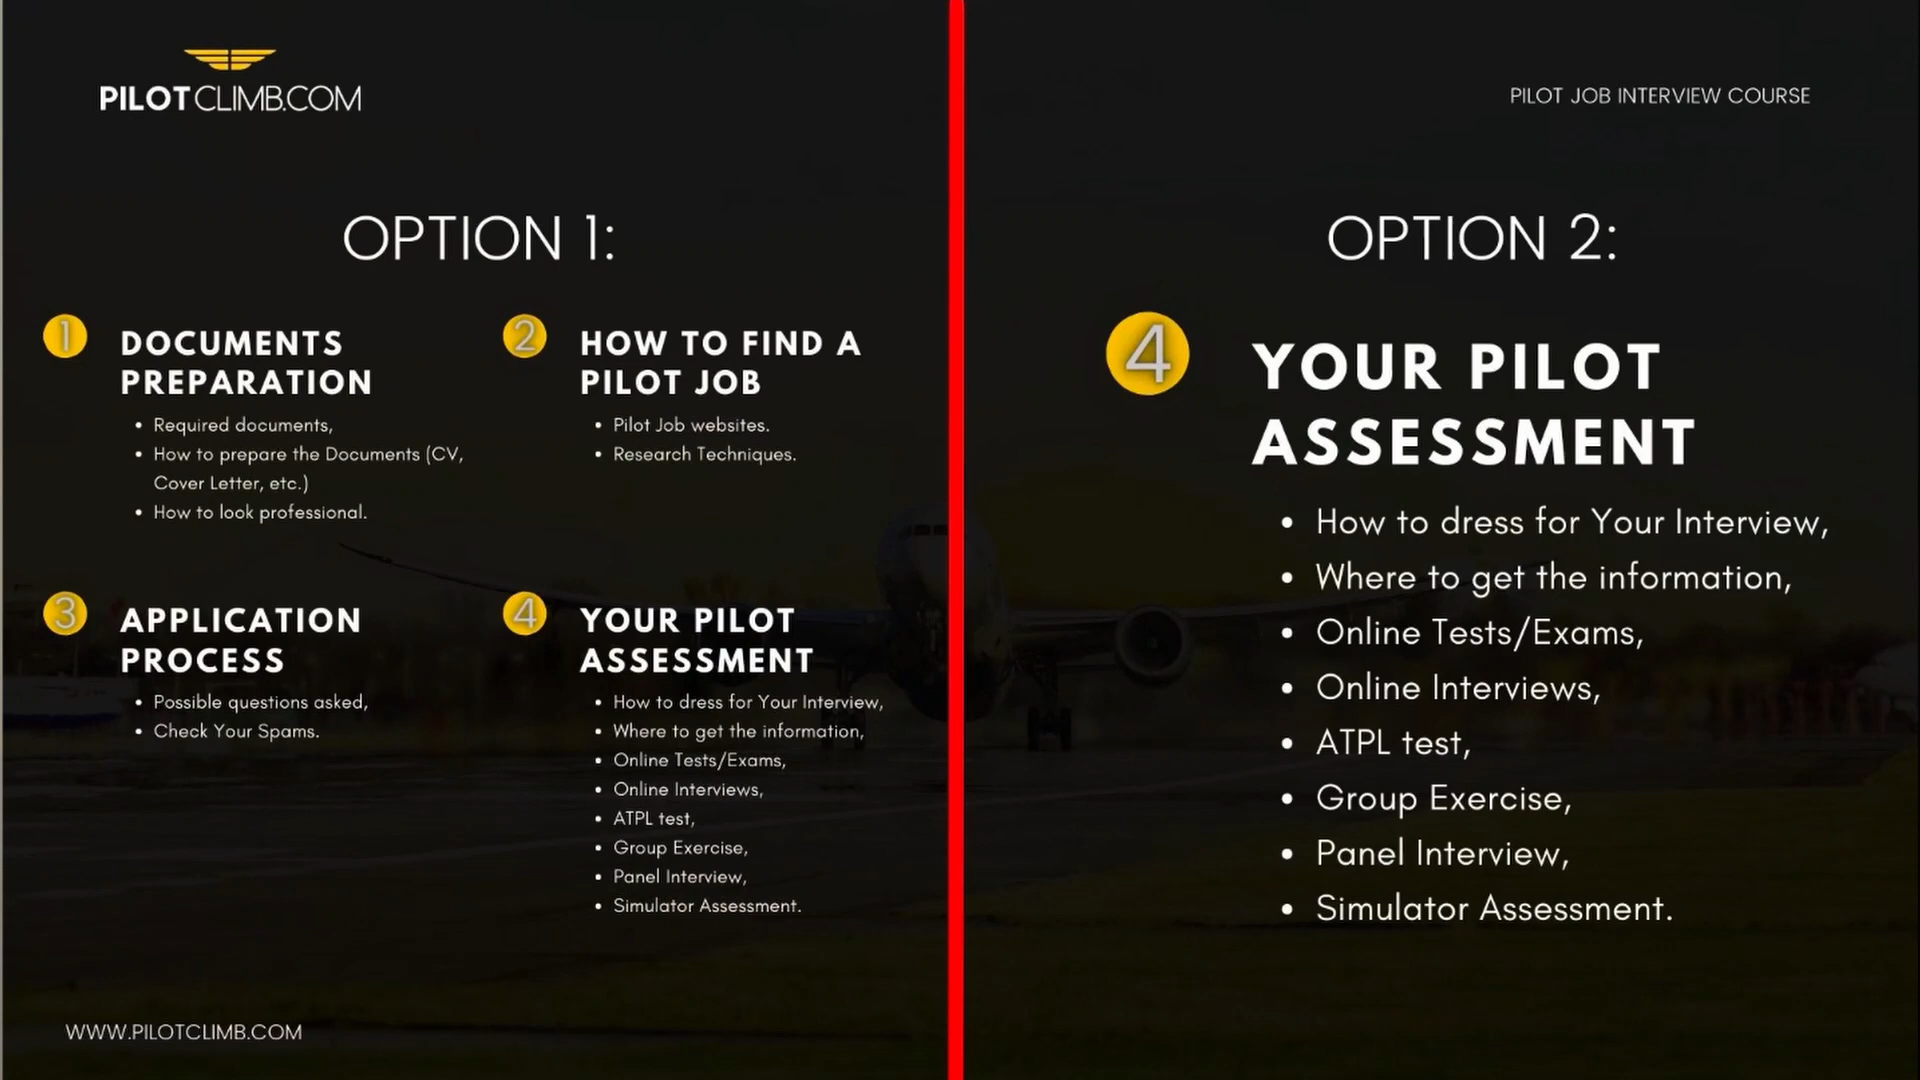 PILOTCLIMB.COM
PILOT JOB INTERVIEW COURSE
OPTION 1:
1
DOCUMENTS
PREPARATION
• Required documents,
• How to prepare the Documents (CV,
Cover Letter, etc.)
• How to look professional.
2
HOW TO FIND A
PILOT JOB
• Pilot Job websites.
• Research Techniques.
3
APPLICATION
PROCESS
• Possible questions asked,
• Check Your Spams.
4
YOUR PILOT
ASSESSMENT
• How to dress for Your Interview,
• Where to get the information,
• Online Tests/Exams,
• Online Interviews,
• ATPL test,
• Group Exercise,
• Panel Interview,
• Simulator Assessment.
OPTION 2:
4
YOUR PILOT
ASSESSMENT
• How to dress for Your Interview,
• Where to get the information,
• Online Tests/Exams,
• Online Interviews,
• ATPL test,
• Group Exercise,
• Panel Interview,
• Simulator Assessment.
WWW.PILOTCLIMB.COM